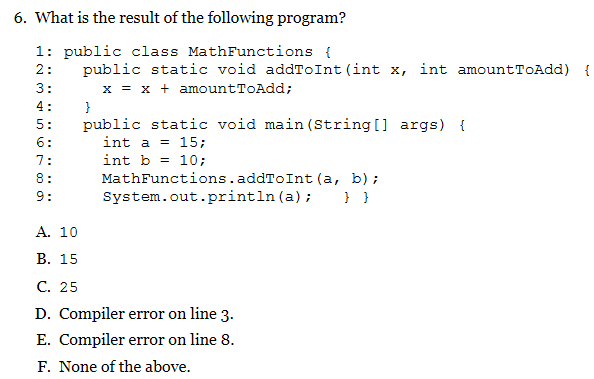 6. What is the result of the following program?
1: public class MathFunctions {
2:   public static void addToInt(int x, int amountToAdd) {
3:     x = x + amountToAdd;
4:   }
5:   public static void main(String[] args) {
6:     int a = 15;
7:     int b = 10;
8:     MathFunctions.addToInt(a, b);
9:     System.out.println(a);   } }
A. 10
B. 15
C. 25
D. Compiler error on line 3.
E. Compiler error on line 8.
F. None of the above.